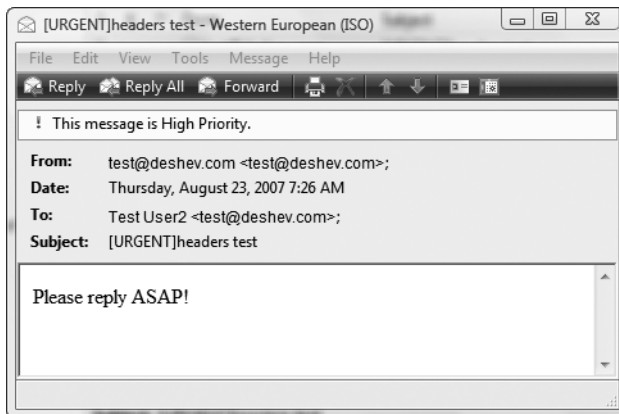 [URGENT]headers test - Western European (ISO)
File Edit View Tools Message Help
Reply Reply All Forward
! This message is High Priority.
From: test@deshev.com <test@deshev.com>;
Date: Thursday, August 23, 2007 7:26 AM
To: Test User2 <test@deshev.com>;
Subject: [URGENT]headers test
Please reply ASAP!